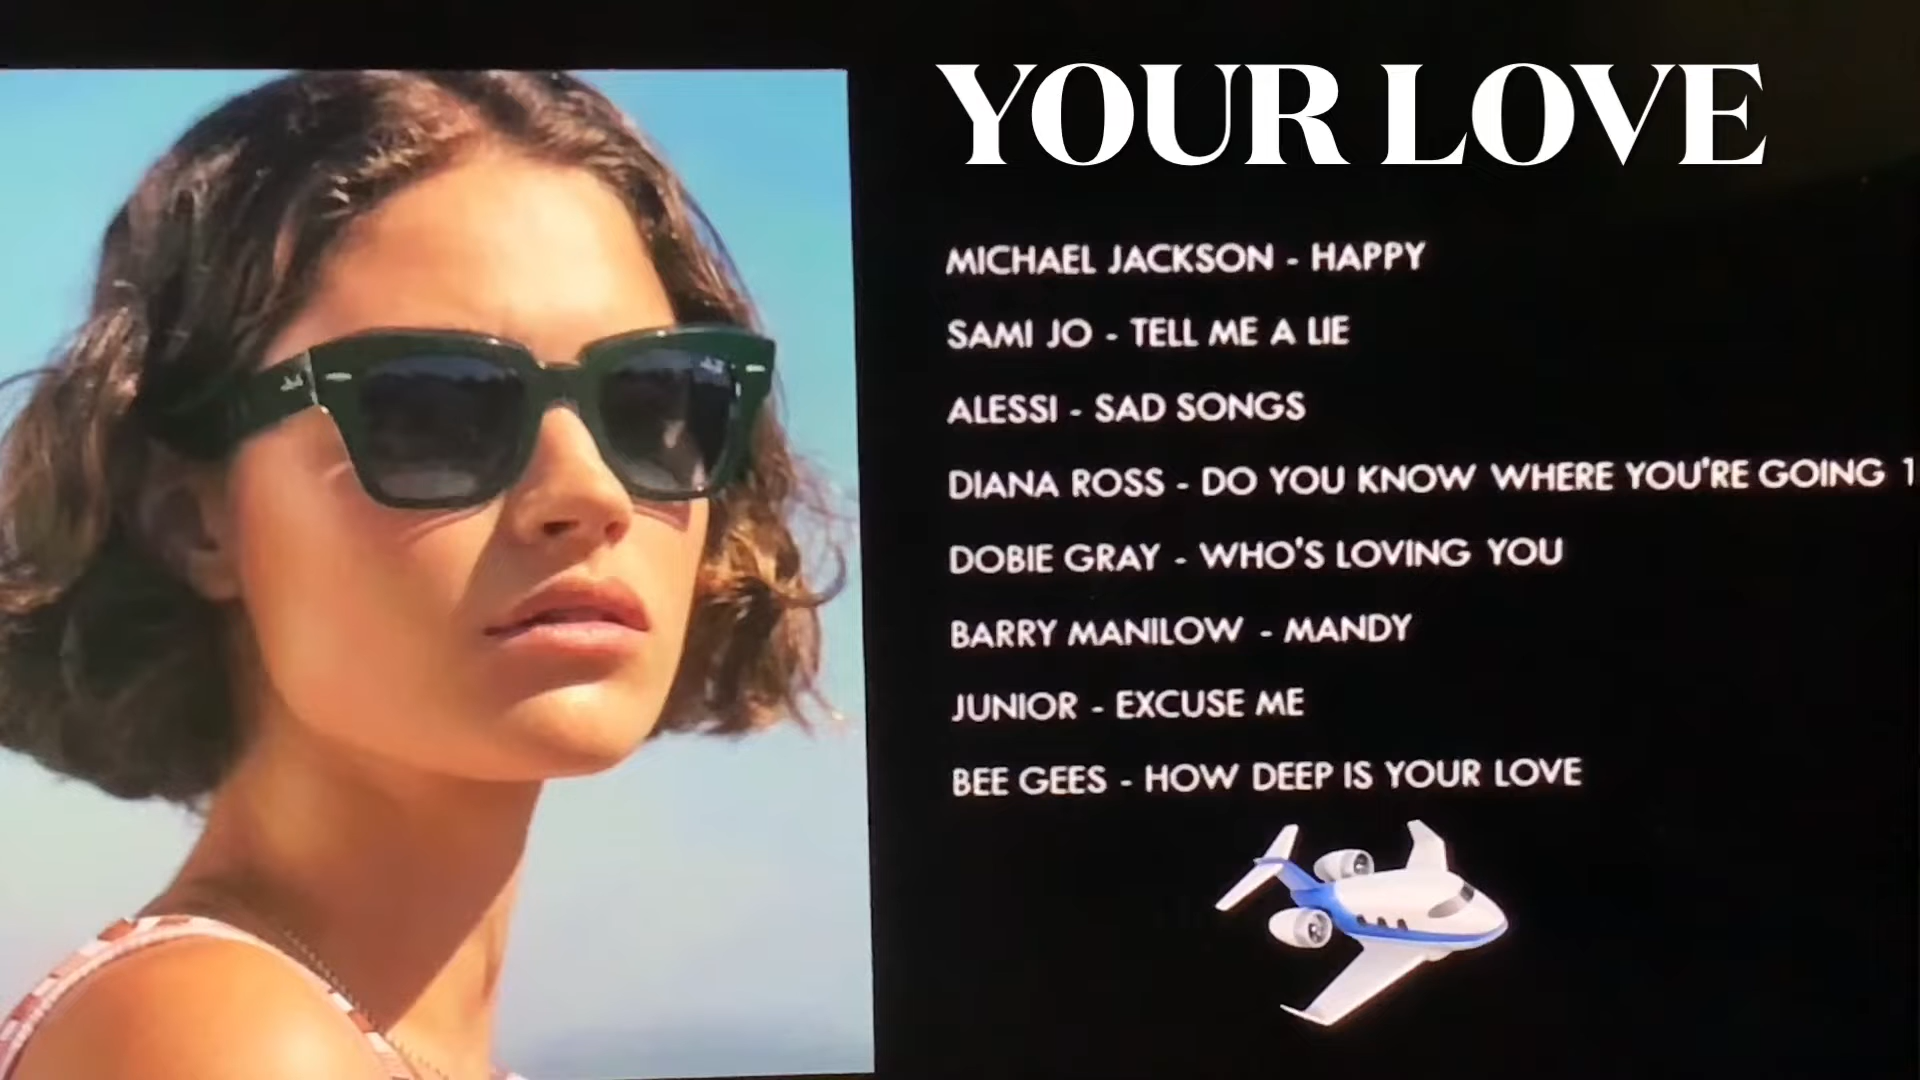 YOUR LOVE
MICHAEL JACKSON - HAPPY
SAMI JO - TELL ME A LIE
ALESSI - SAD SONGS
DIANA ROSS - DO YOU KNOW WHERE YOU'RE GOING
DOBIE GRAY - WHO'S LOVING YOU
BARRY MANILOW - MANDY
JUNIOR - EXCUSE ME
BEE GEES - HOW DEEP IS YOUR LOVE